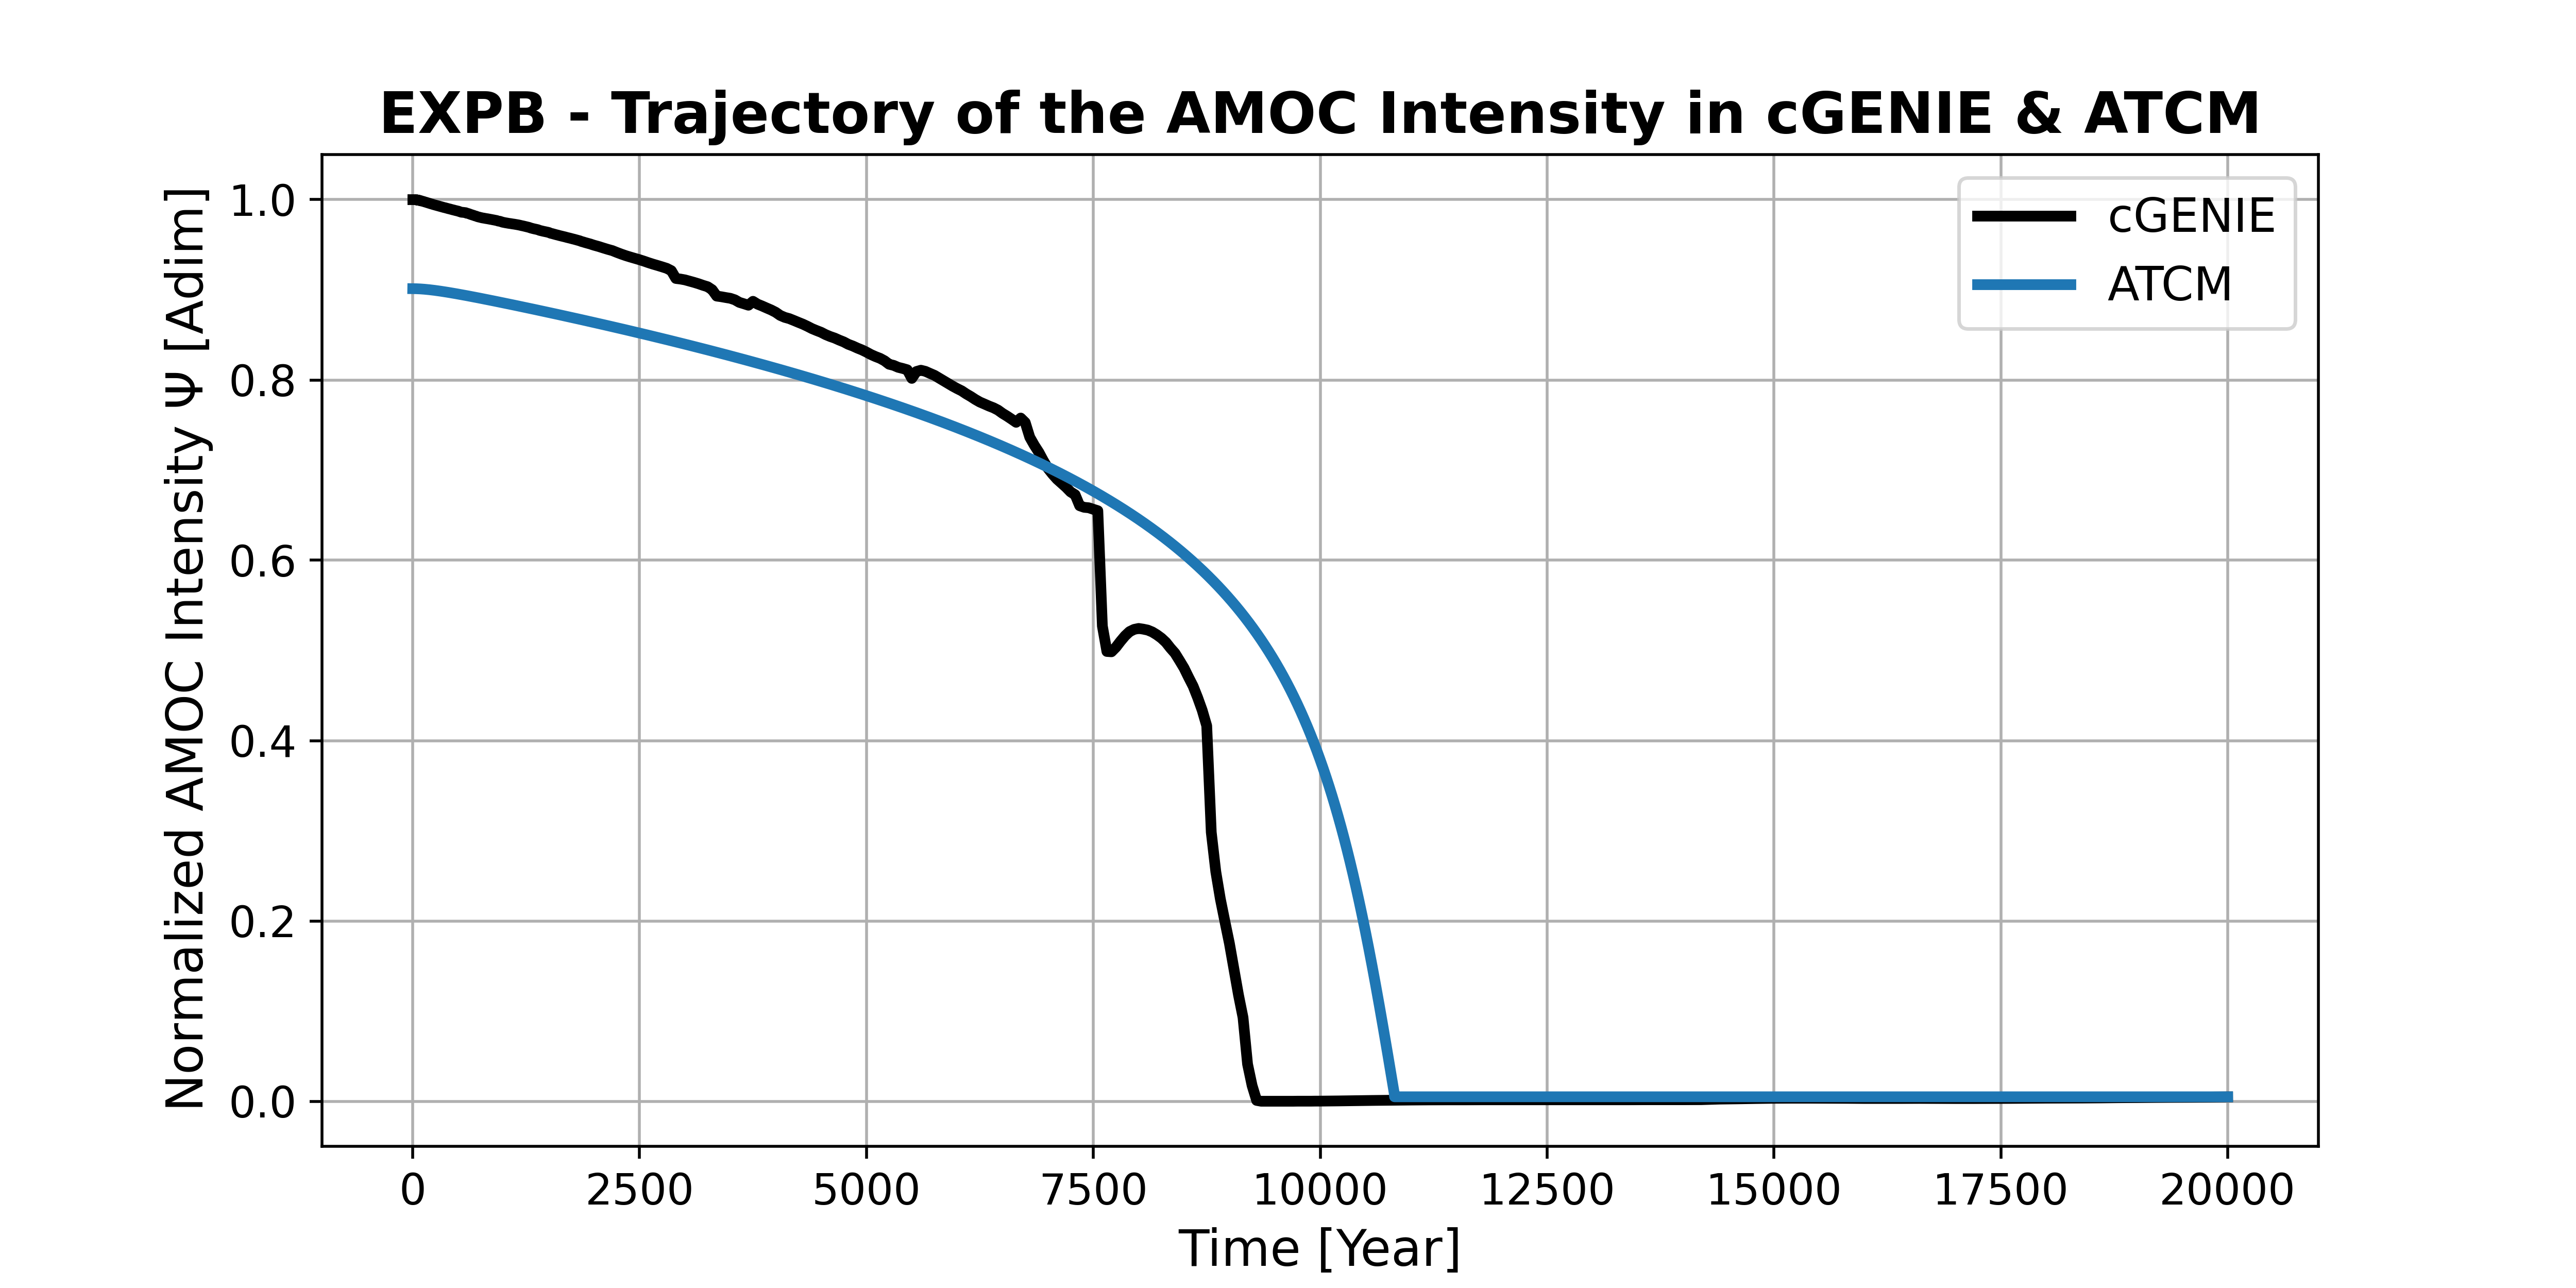 EXPB - Trajectory of the AMOC Intensity in cGENIE & ATCM
Normalized AMOC Intensity Ψ [Adim]
1.0
0.8
0.6
0.4
0.2
0.0
cGENIE
ATCM
0 2500 5000 7500 10000 12500 15000 17500 20000
Time [Year]